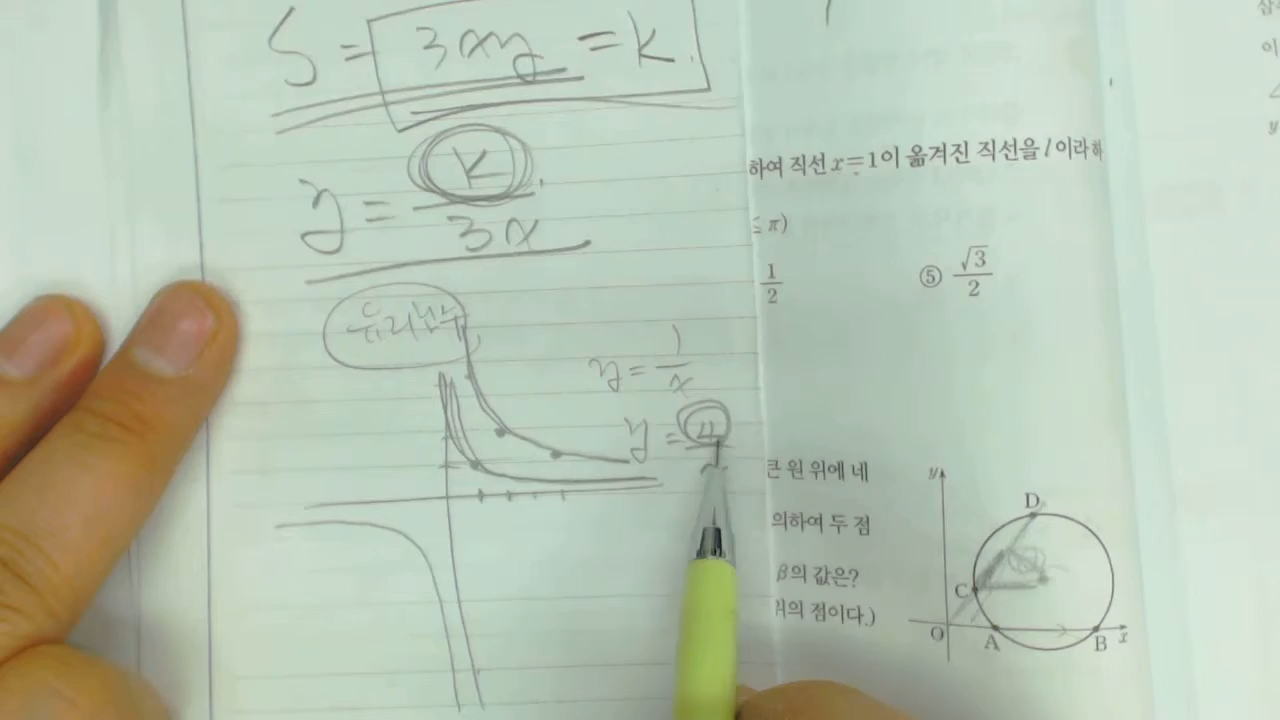 S = 3xy = k.
y = k / 3x
유리함수
y = 1/x
y = 4/x
하여 직선 x=1이 옮겨진 직선을 l이라 하
≤ π)
1/2
⑤ √3/2
큰 원 위에 네
의하여 두 점
β의 값은?
의 점이다.)
y
D
C
O
A
B
x
이
y